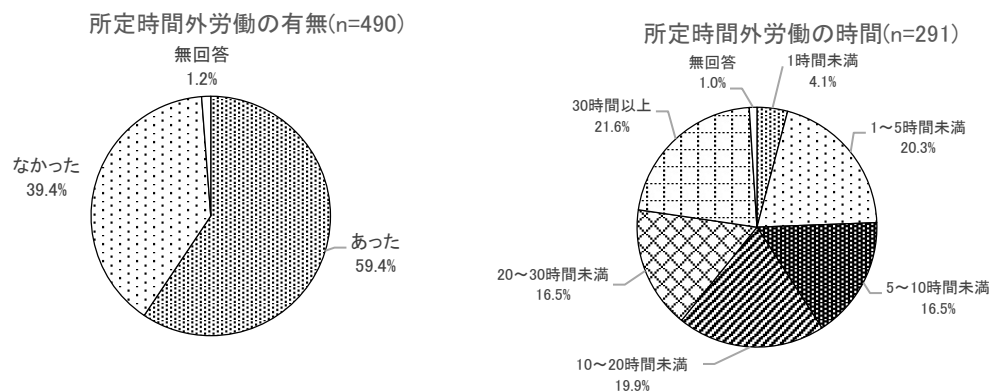 所定時間外労働の有無(n=490)
無回答
1.2%
なかった
39.4%
あった
59.4%
所定時間外労働の時間(n=291)
無回答
1.0%
1時間未満
4.1%
30時間以上
21.6%
1～5時間未満
20.3%
20～30時間未満
16.5%
5～10時間未満
16.5%
10～20時間未満
19.9%